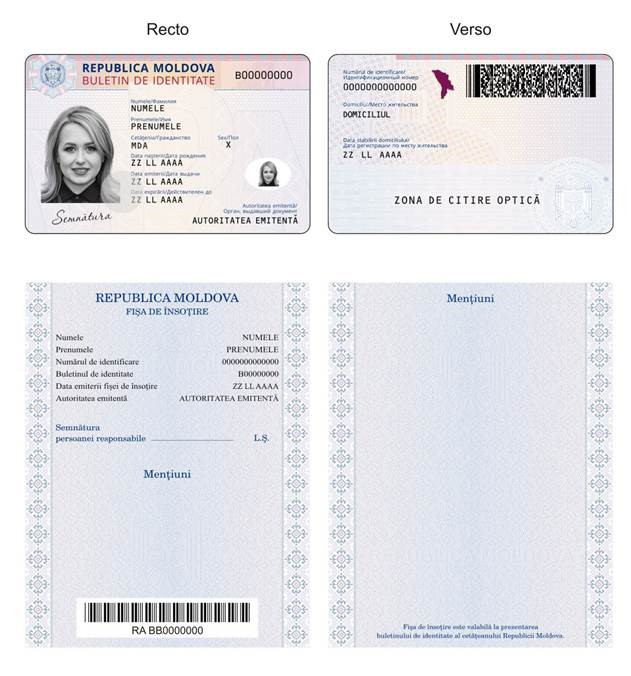 Recto
Verso
REPUBLICA MOLDOVA
BULETIN DE IDENTITATE
B00000000
Numele/Фамилия
NUMELE
Prenumele/Имя
PRENUMELE
Cetățenia/Гражданство
Sex/Пол
MDA
X
Data nașterii/Дата рождения
ZZ LL AAAA
Data emiterii/Дата выдачи
ZZ LL AAAA
Data expirării/Действителен до
ZZ LL AAAA
Semnătura
Autoritatea emitentă/
Орган, выдавший документ
AUTORITATEA EMITENTĂ
Numărul de identificare/
Идентификационный номер
0000000000000
Domiciliu/Место жительства
DOMICILIUL
Data stabilirii domiciliului/
Дата регистрации по месту жительства
ZZ LL AAAA
ZONA DE CITIRE OPTICĂ
REPUBLICA MOLDOVA
FIȘA DE ÎNSOȚIRE
Numele NUMELE
Prenumele PRENUMELE
Numărul de identificare 0000000000000
Buletinul de identitate B00000000
Data emiterii fișei de însoțire ZZ LL AAAA
Autoritatea emitentă AUTORITATEA EMITENTĂ
Semnătura
persoanei responsabile L.Ș.
Mențiuni
RA BB0000000
Mențiuni
Fișa de însoțire este valabilă la prezentarea
buletinului de identitate al cetățeanului Republicii Moldova.